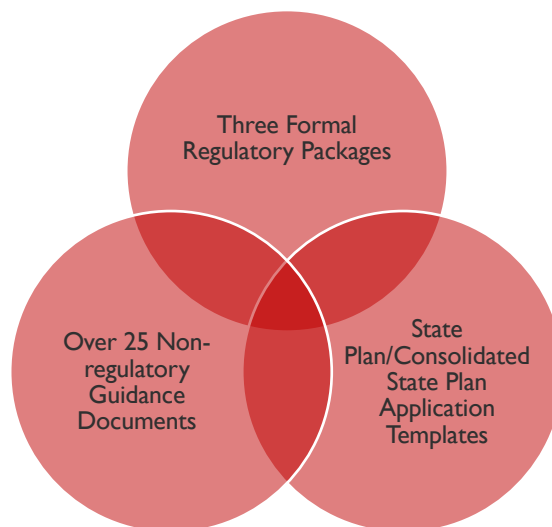 Three Formal
Regulatory Packages
Over 25 Non-
regulatory
Guidance
Documents
State
Plan/Consolidated
State Plan
Application
Templates